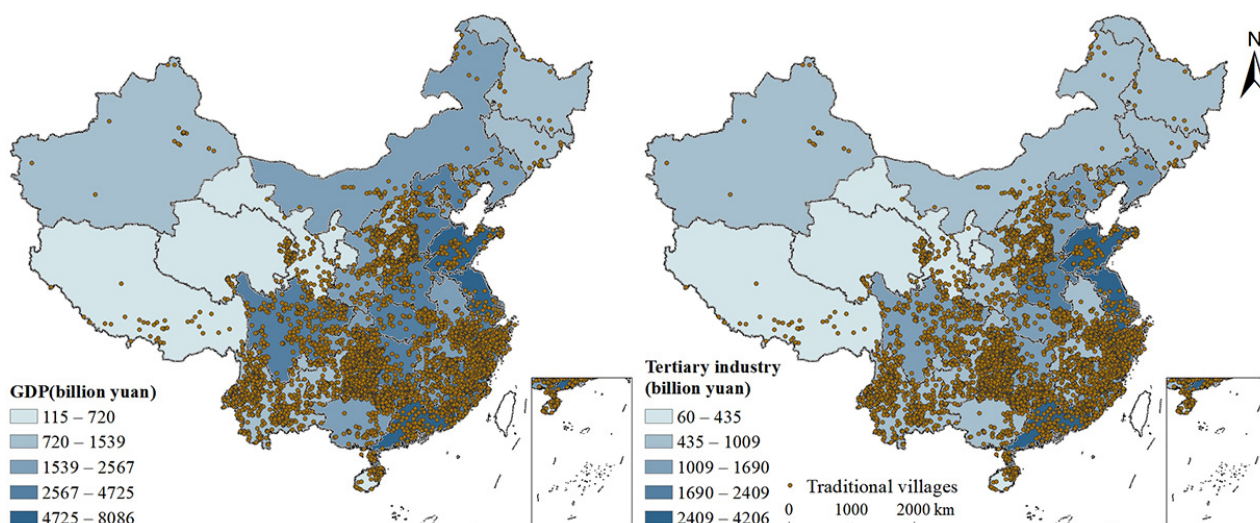 N
GDP(billion yuan)
115 – 720
720 – 1539
1539 – 2567
2567 – 4725
4725 – 8086
Tertiary industry
(billion yuan)
60 – 435
435 – 1009
1009 – 1690
1690 – 2409
2409 – 4206
Traditional villages
0 1000 2000 km